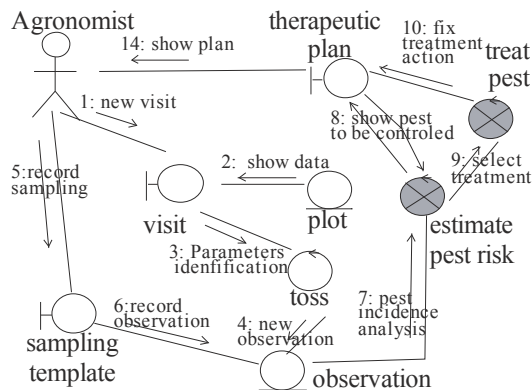 Agronomist
14: show plan
therapeutic
plan
10: fix
treatment
action
treat
pest
1: new visit
8: show pest
to be controled
9: select
treatment
5:record
sampling
2: show data
visit
plot
estimate
pest risk
3: Parameters
idenfification
toss
7: pest
incidence
analysis
6:record
observation
4: new
observation
sampling
template
observation